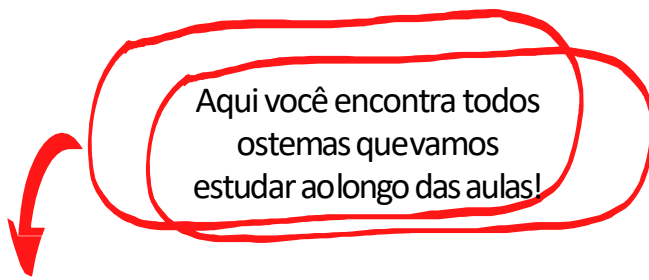 Aqui você encontra todos
ostemas quevamos
estudar aolongo das aulas!